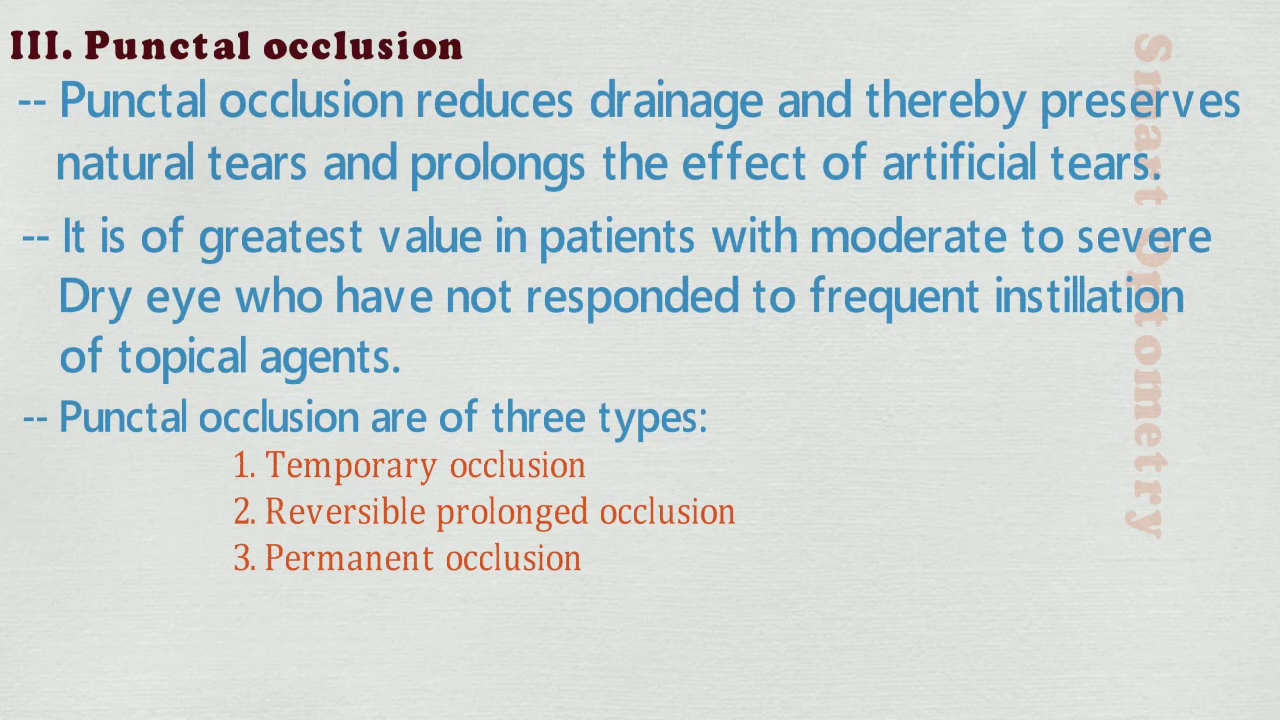 III. Punctal occlusion
-- Punctal occlusion reduces drainage and thereby preserves
natural tears and prolongs the effect of artificial tears.
-- It is of greatest value in patients with moderate to severe
Dry eye who have not responded to frequent instillation
of topical agents.
-- Punctal occlusion are of three types:
1. Temporary occlusion
2. Reversible prolonged occlusion
3. Permanent occlusion
Smart Optometry